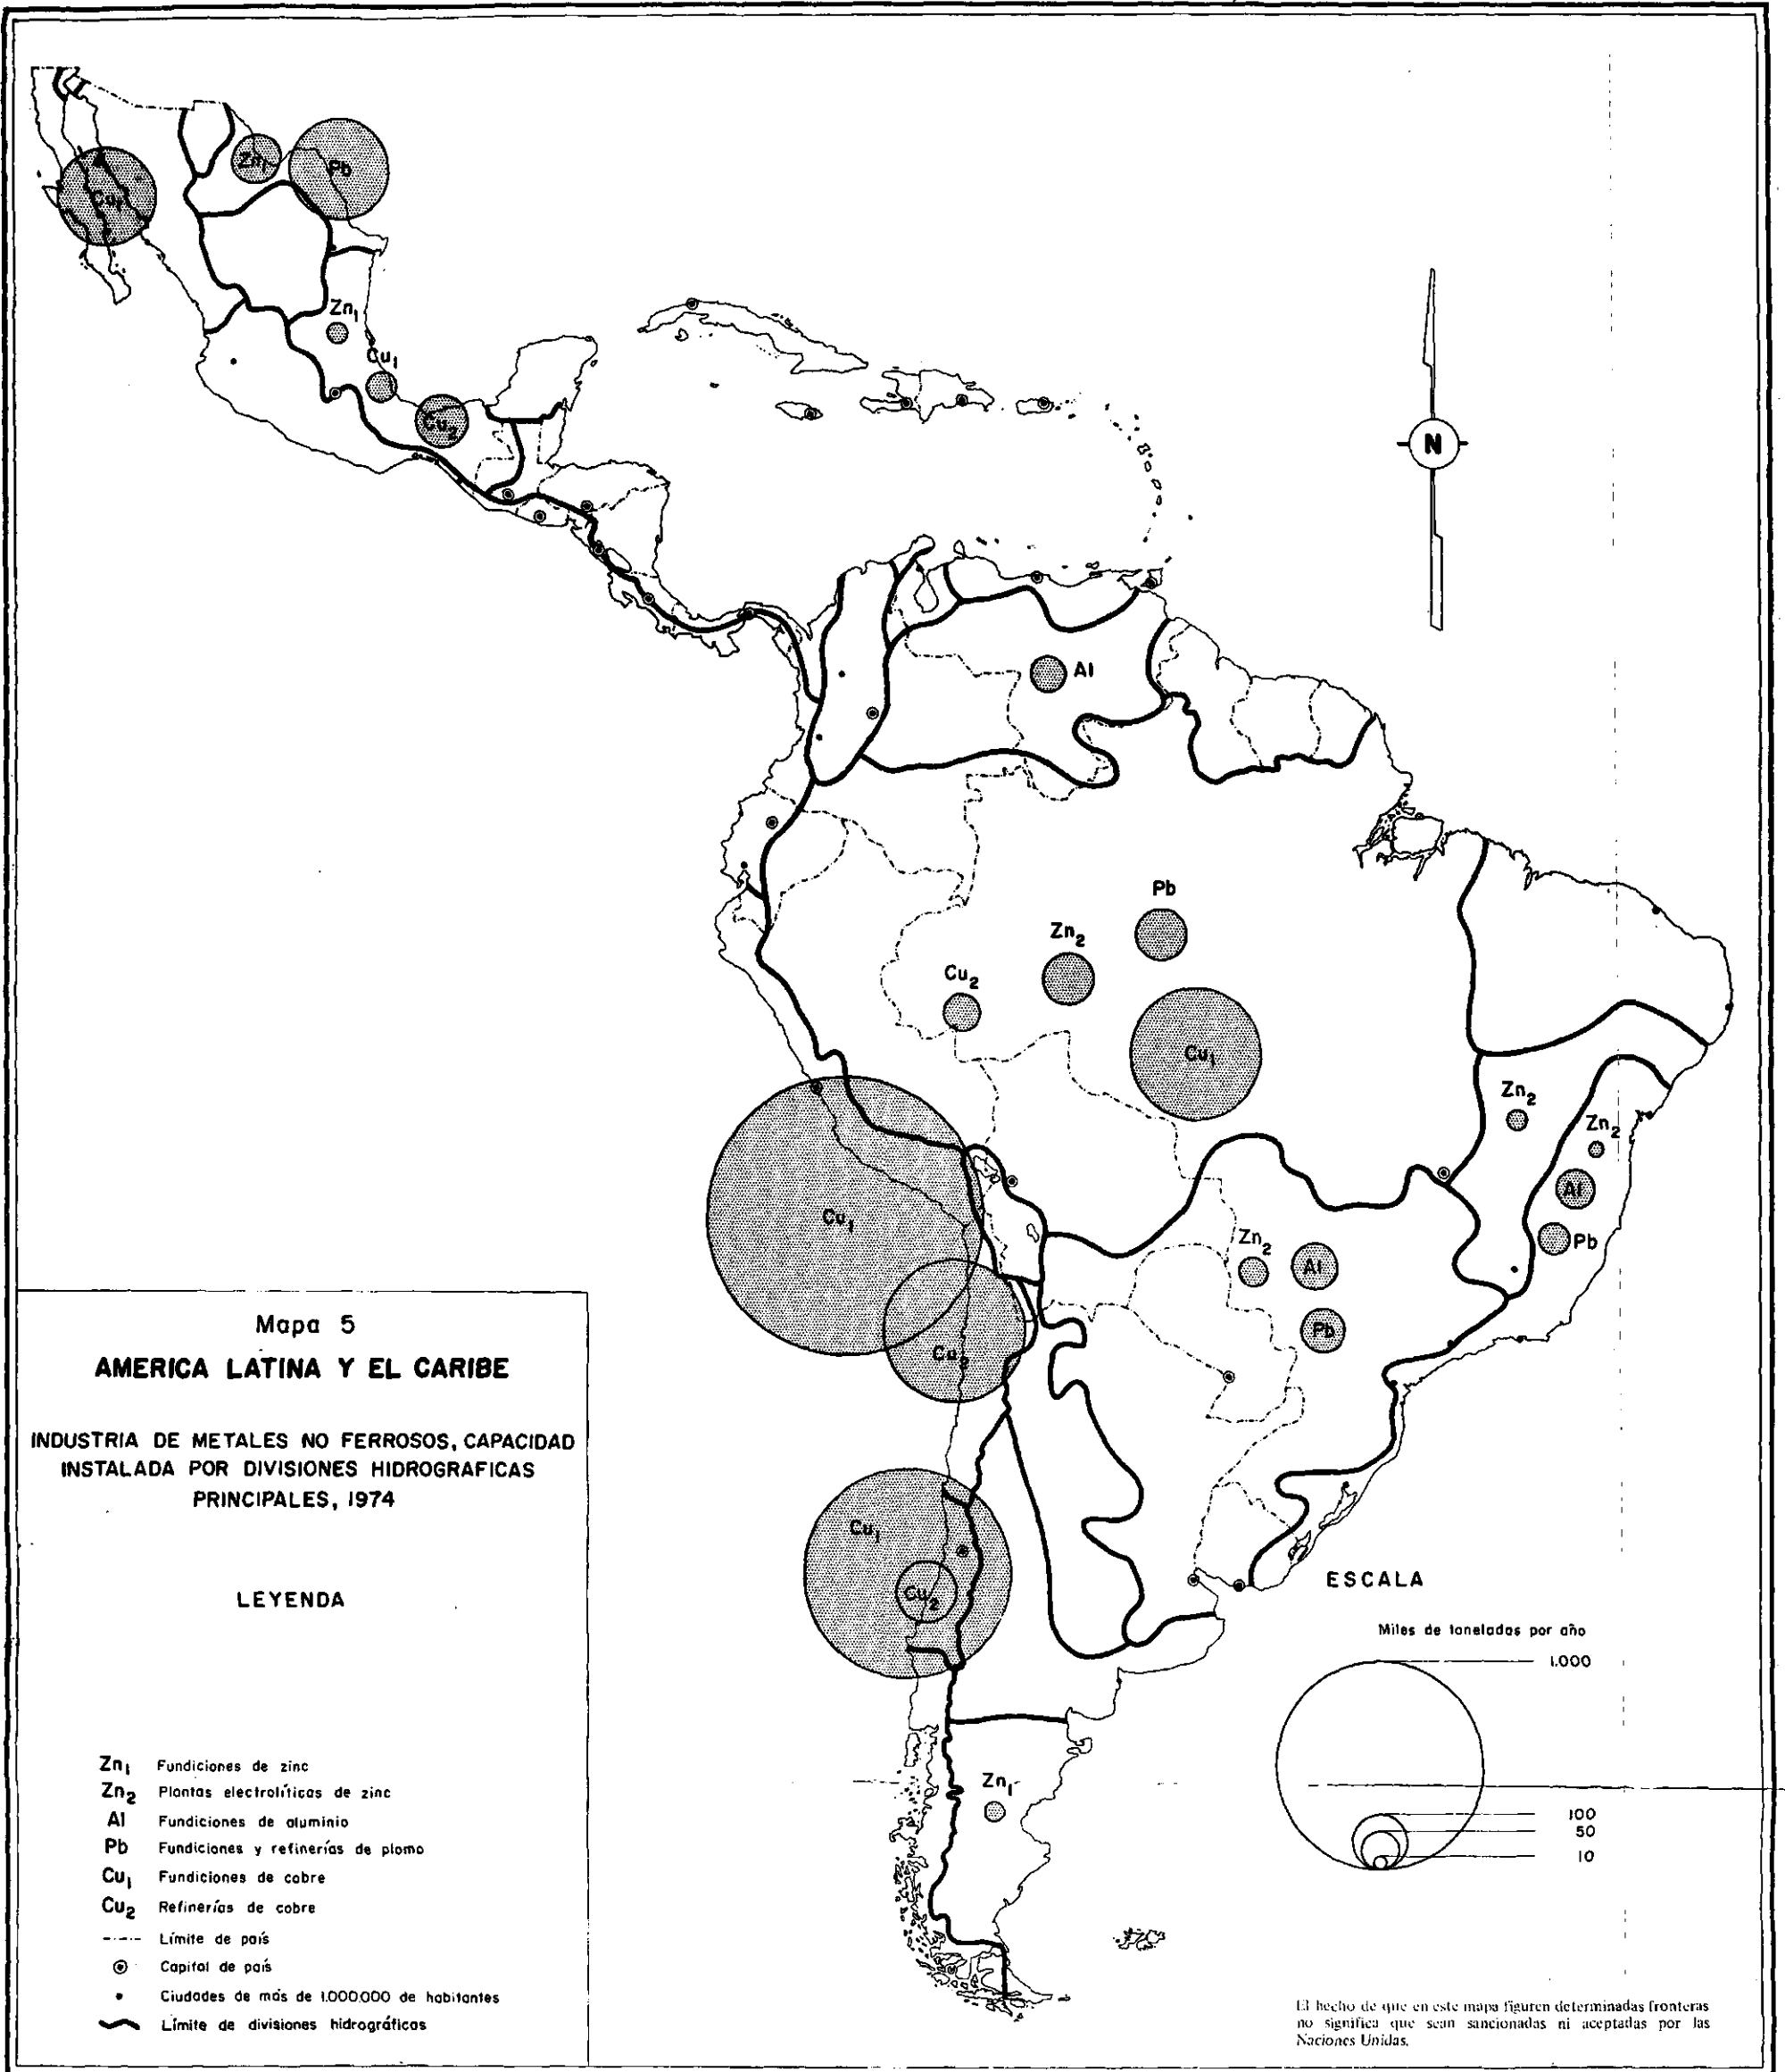 Cu₁
Zn₁
Pb
Zn₁
Cu₁
Cu₂
N
Al
Pb
Zn₂
Cu₂
Cu₁
Zn₂
Zn₂
Al
Pb
Cu₁
Zn₂
Al
Pb
Cu₂
Cu₁
Cu₂
Zn₁
Mapa 5
AMERICA LATINA Y EL CARIBE
INDUSTRIA DE METALES NO FERROSOS, CAPACIDAD
INSTALADA POR DIVISIONES HIDROGRAFICAS
PRINCIPALES, 1974
LEYENDA
Zn₁ Fundiciones de zinc
Zn₂ Plantas electrolíticas de zinc
Al Fundiciones de aluminio
Pb Fundiciones y refinerías de plomo
Cu₁ Fundiciones de cobre
Cu₂ Refinerías de cobre
Límite de país
Capital de país
Ciudades de más de 1.000.000 de habitantes
Límite de divisiones hidrográficas
ESCALA
Miles de toneladas por año
1.000
100
50
10
El hecho de que en este mapa figuren determinadas fronteras
no significa que sean sancionadas ni aceptadas por las
Naciones Unidas.